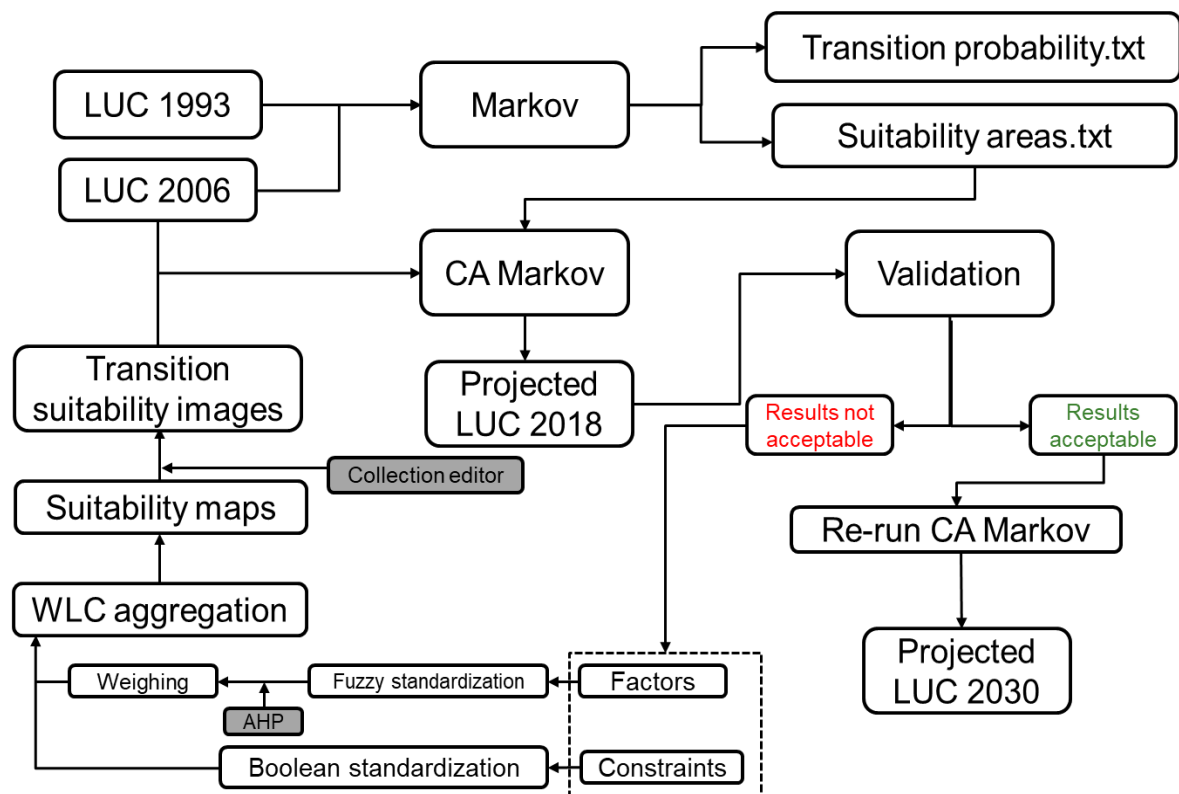 Transition probability.txt
LUC 1993
Markov
Suitability areas.txt
LUC 2006
CA Markov
Validation
Transition
suitability images
Projected
LUC 2018
Results not
acceptable
Results
acceptable
Collection editor
Suitability maps
Re-run CA Markov
WLC aggregation
Projected
LUC 2030
Weighing
Fuzzy standardization
Factors
AHP
Boolean standardization
Constraints